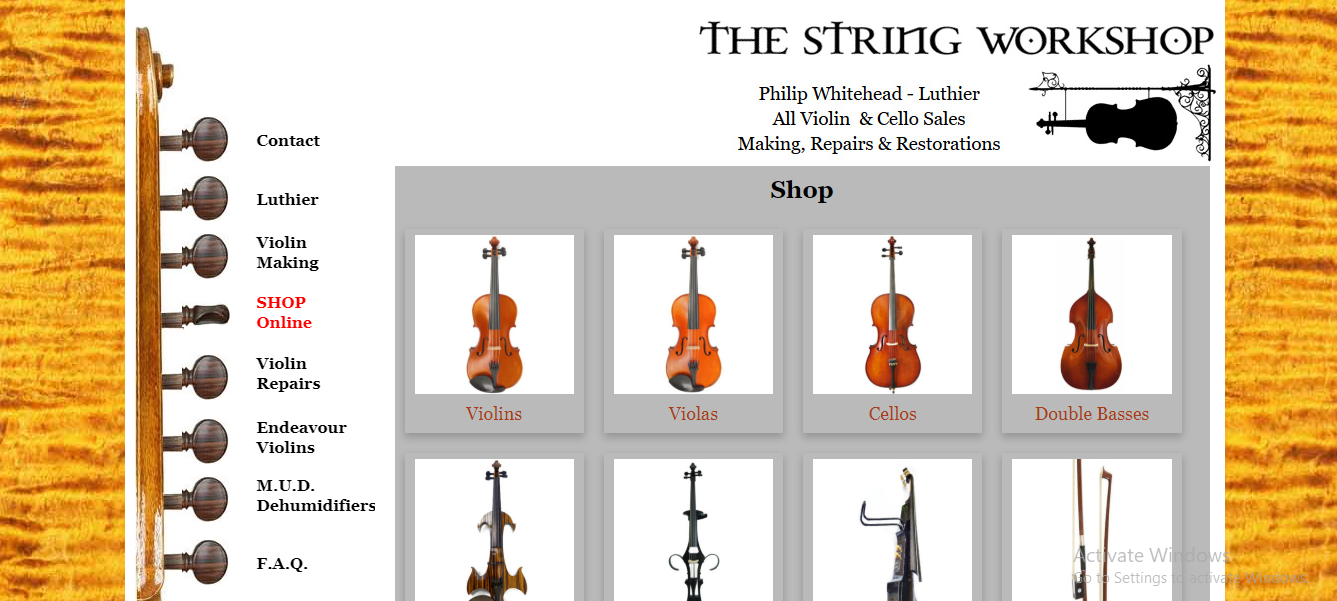 THE STRING WORKSHOP
Philip Whitehead - Luthier
All Violin & Cello Sales
Making, Repairs & Restorations
Contact
Luthier
Violin
Making
SHOP
Online
Violin
Repairs
Endeavour
Violins
M.U.D.
Dehumidifiers
F.A.Q.
Shop
Violins
Violas
Cellos
Double Basses
Activate Windows
Go to Settings to activate Windows.